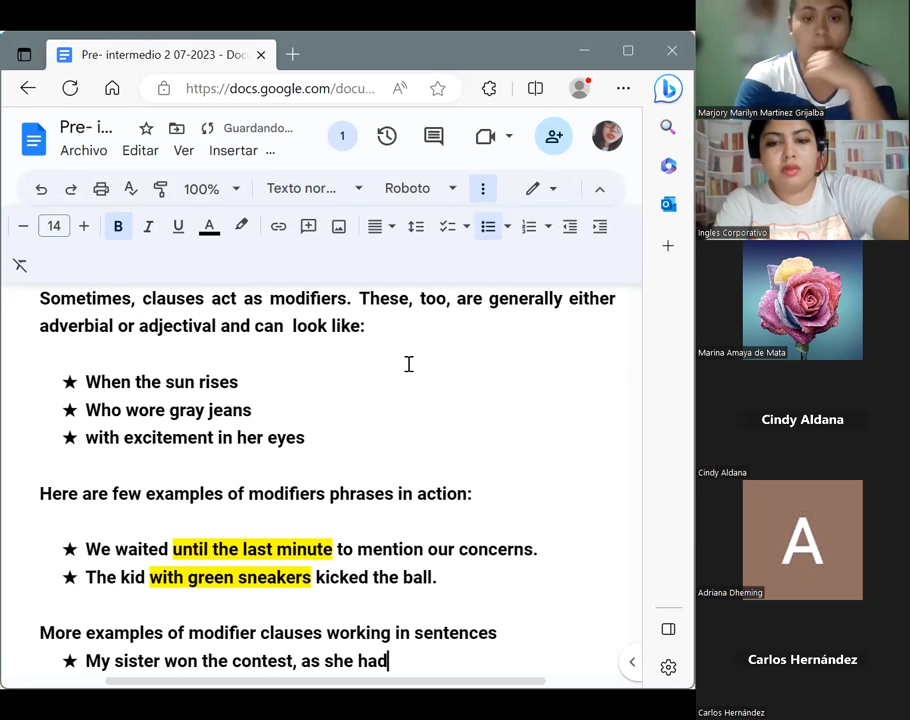 Pre- intermedio 2 07-2023 - Doc
https://docs.google.com/docu...
Pre- i...
Guardando...
1
Archivo Editar Ver Insertar ...
100% Texto nor... Roboto
14 B I U A
Sometimes, clauses act as modifiers. These, too, are generally either
adverbial or adjectival and can look like:
★ When the sun rises
★ Who wore gray jeans
★ with excitement in her eyes
Here are few examples of modifiers phrases in action:
★ We waited until the last minute to mention our concerns.
★ The kid with green sneakers kicked the ball.
More examples of modifier clauses working in sentences
★ My sister won the contest, as she had
Marjory Marilyn Martinez Grijalba
Ingles Corporativo
Marina Amaya de Mata
Cindy Aldana
Cindy Aldana
A
Adriana Dheming
Carlos Hernández
Carlos Hernández